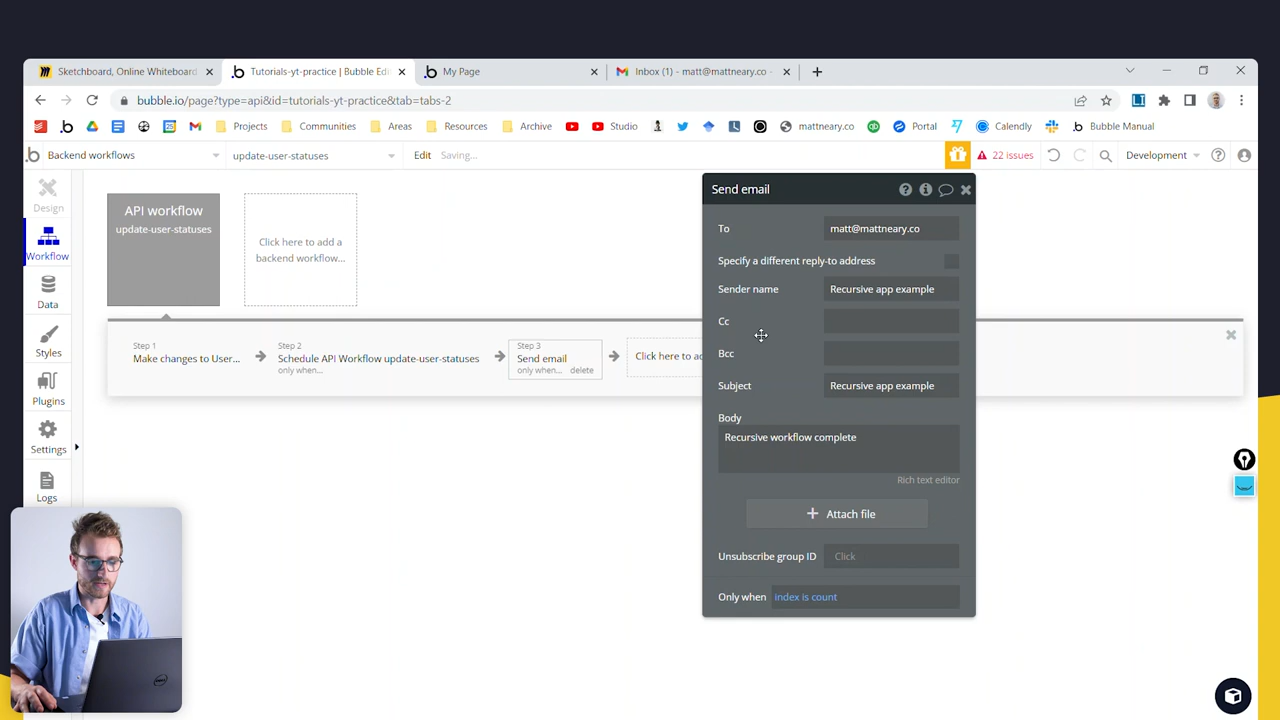 Sketchboard, Online Whiteboard
Tutorials-yt-practice | Bubble Edi
My Page
Inbox (1) - matt@mattneary.co -
bubble.io/page?type=api&id=tutorials-yt-practice&tab=tabs-2
Projects
Communities
Areas
Resources
Archive
Studio
mattneary.co
Portal
Calendly
Bubble Manual
Backend workflows
update-user-statuses
Edit
Saving...
22 issues
Development
Design
Workflow
Data
Styles
Plugins
Settings
Logs
API workflow
update-user-statuses
Click here to add a
backend workflow...
Step 1
Make changes to User...
Step 2
Schedule API Workflow update-user-statuses
only when...
Step 3
Send email
only when...
delete
Click here to ad
Send email
To
matt@mattneary.co
Specify a different reply-to address
Sender name
Recursive app example
Cc
Bcc
Subject
Recursive app example
Body
Recursive workflow complete
Rich text editor
Attach file
Unsubscribe group ID
Click
Only when
index is count
DELL